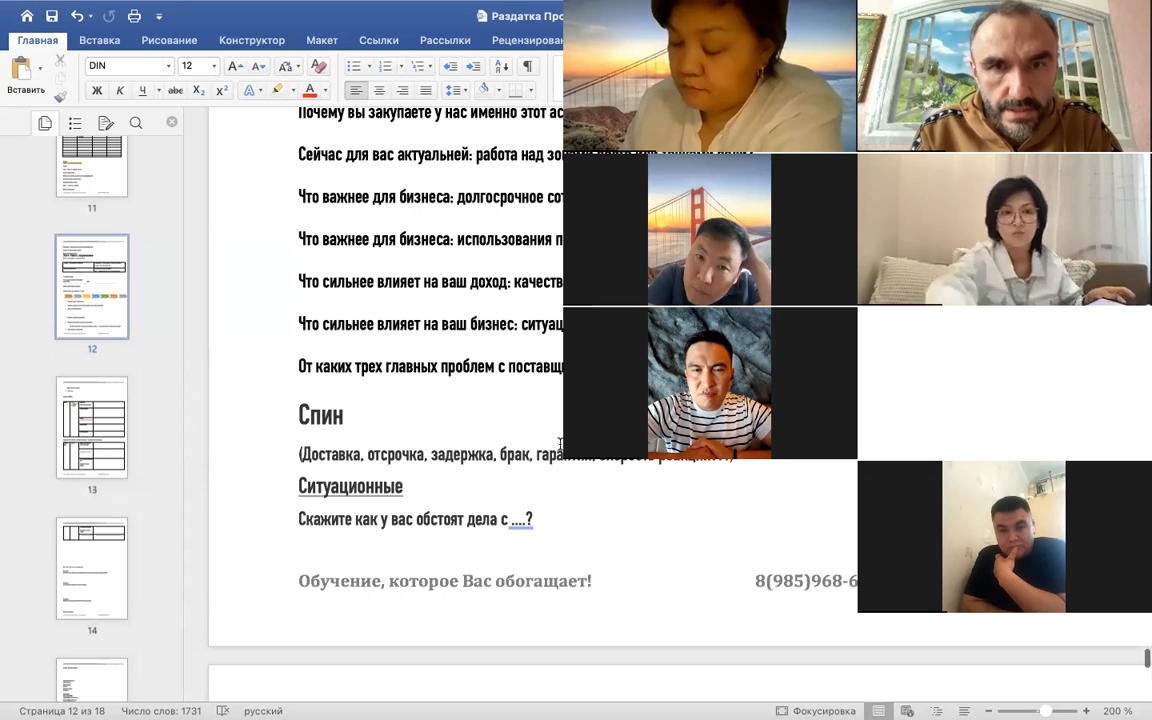 Раздатка Про
Главная
Вставка
Рисование
Конструктор
Макет
Ссылки
Рассылки
Рецензирован
Вставить
DIN
12
Почему вы закупаете у нас именно этот ас
Сейчас для вас актуальней: работа над
Что важнее для бизнеса: долгосрочное сот
Что важнее для бизнеса: использования п
Что сильнее влияет на ваш доход: качеств
Что сильнее влияет на ваш бизнес: ситуац
От каких трех главных проблем с поставщ
Спин
(Доставка, отсрочка, задержка, брак,
Ситуационные
Скажите как у вас обстоят дела с ....?
Обучение, которое Вас обогащает!
8(985)968-6
11
12
13
14
Страница 12 из 18
Число слов: 1731
русский
Фокусировка
200 %